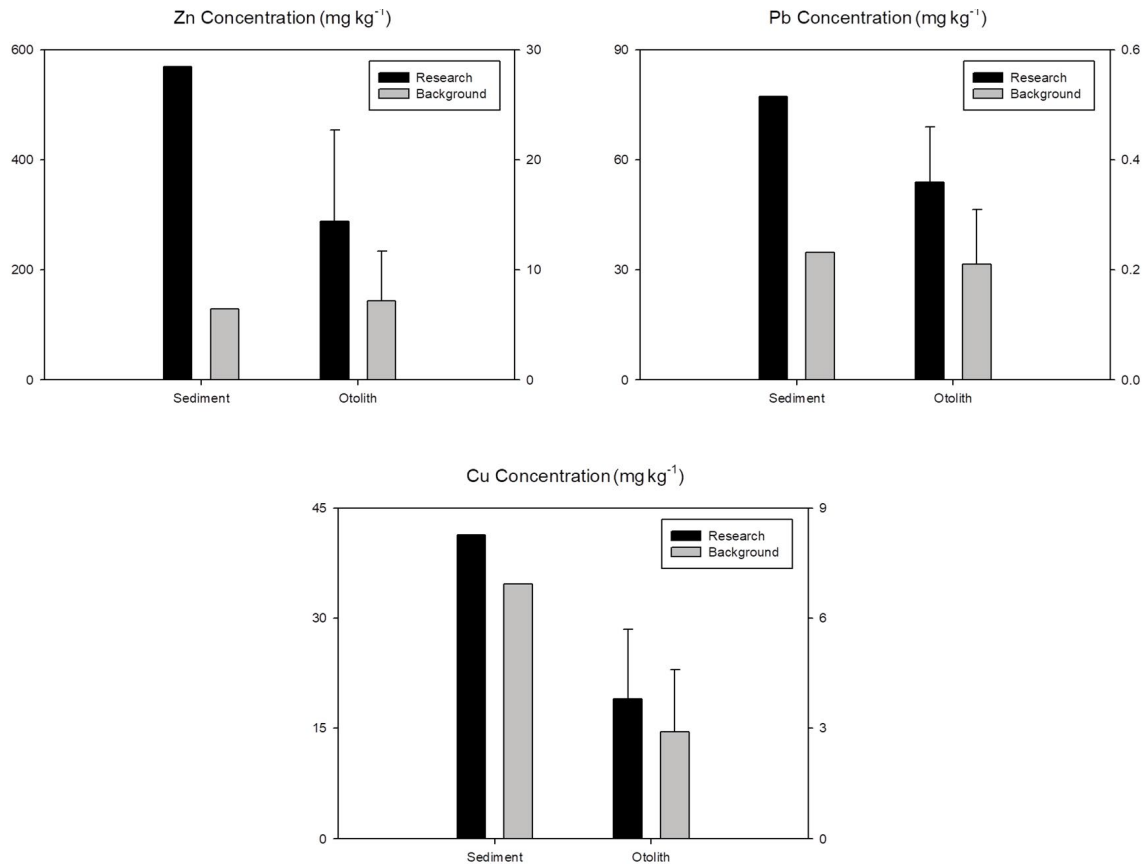 Zn Concentration (mg kg⁻¹)
600
400
200
0
30
20
10
0
Research
Background
Sediment
Otolith
Pb Concentration (mg kg⁻¹)
90
60
30
0
0.6
0.4
0.2
0.0
Research
Background
Sediment
Otolith
Cu Concentration (mg kg⁻¹)
45
30
15
0
9
6
3
0
Research
Background
Sediment
Otolith